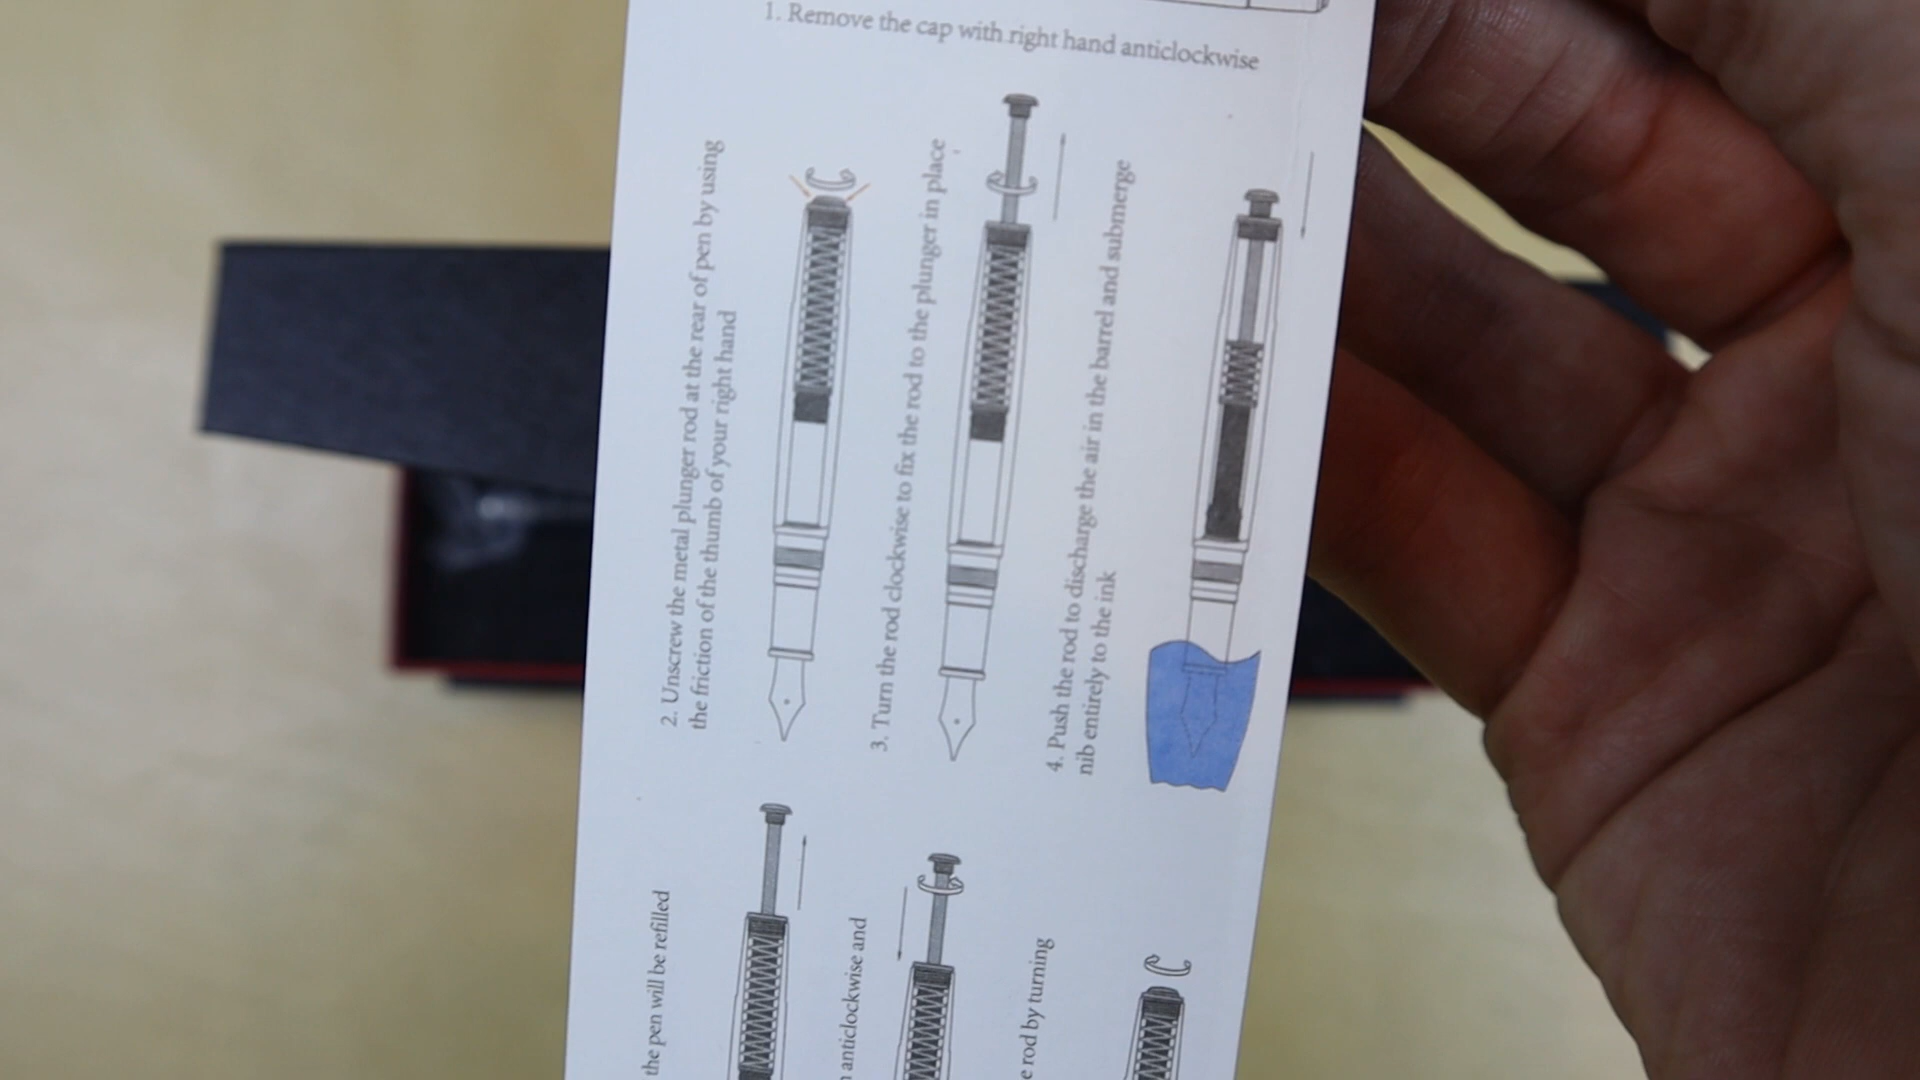 1. Remove the cap with right hand anticlockwise
2. Unscrew the metal plunger rod at the rear of pen by using
the friction of the thumb of your right hand
3. Turn the rod clockwise to fix the rod to the plunger in place
4. Push the rod to discharge the air in the barrel and submerge
nib entirely to the ink
the pen will be refilled
anticlockwise and
rod by turning